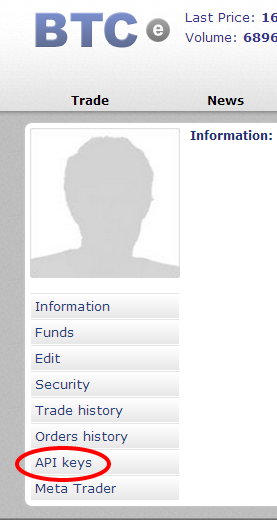 BTC e
Last Price: 16
Volume: 6896
Trade News
Information:
Information
Funds
Edit
Security
Trade history
Orders history
API keys
Meta Trader